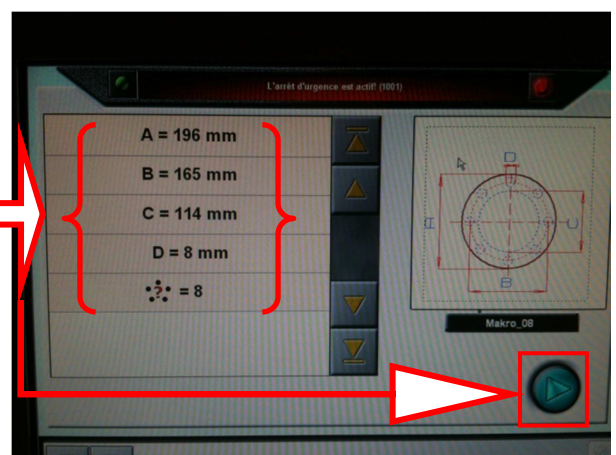 L'arrêt d'urgence est actif! (1001)
A = 196 mm
B = 165 mm
C = 114 mm
D = 8 mm
? = 8
D
A
C
B
Makro_08